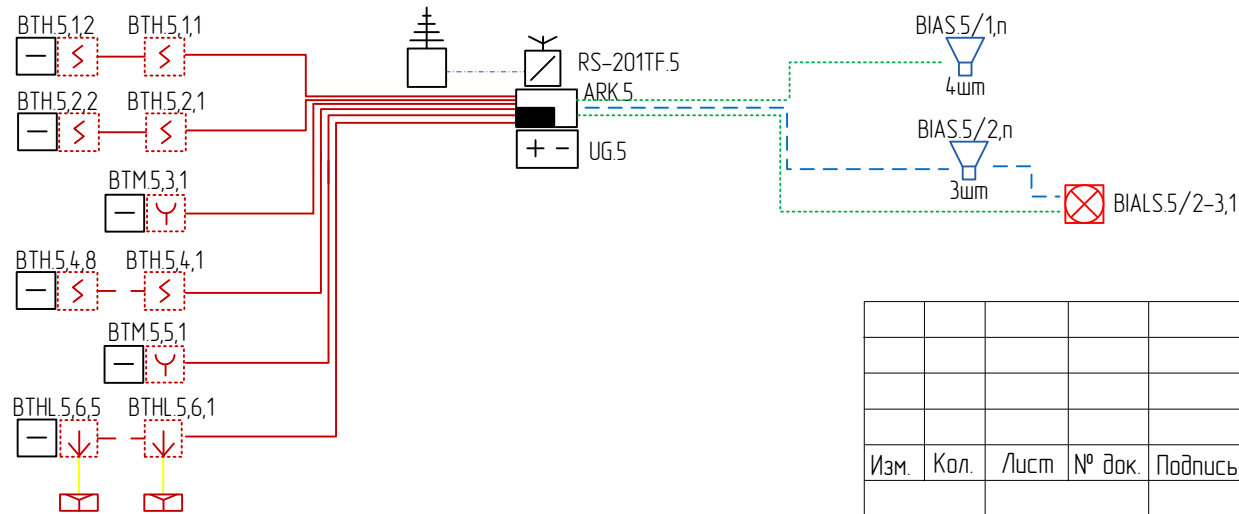 BTH.5,1,2 BTH.5,1,1
BTH.5,2,2 BTH.5,2,1
BTM.5,3,1
BTH.5,4,8 BTH.5,4,1
BTM.5,5,1
BTHL.5,6,5 BTHL.5,6,1
RS-201TF.5
ARK.5
+ - UG.5
BIAS.5/1,n
4шт
BIAS.5/2,n
3шт
BIALS.5/2-3,1
Изм. Кол. Лист № док. Подпись